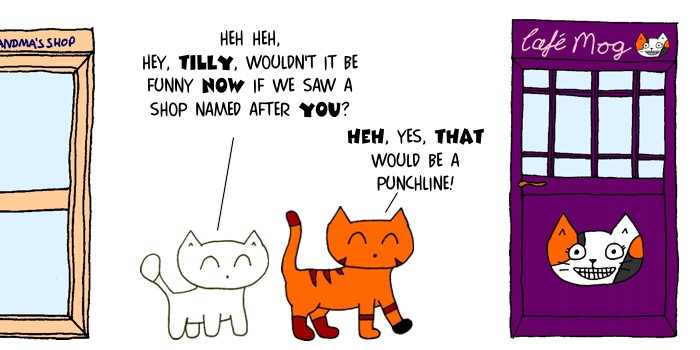 ANDMA'S SHOP
HEH HEH,
HEY, TILLY, WOULDN'T IT BE
FUNNY NOW IF WE SAW A
SHOP NAMED AFTER YOU?
HEH, YES, THAT
WOULD BE A
PUNCHLINE!
Café Mog